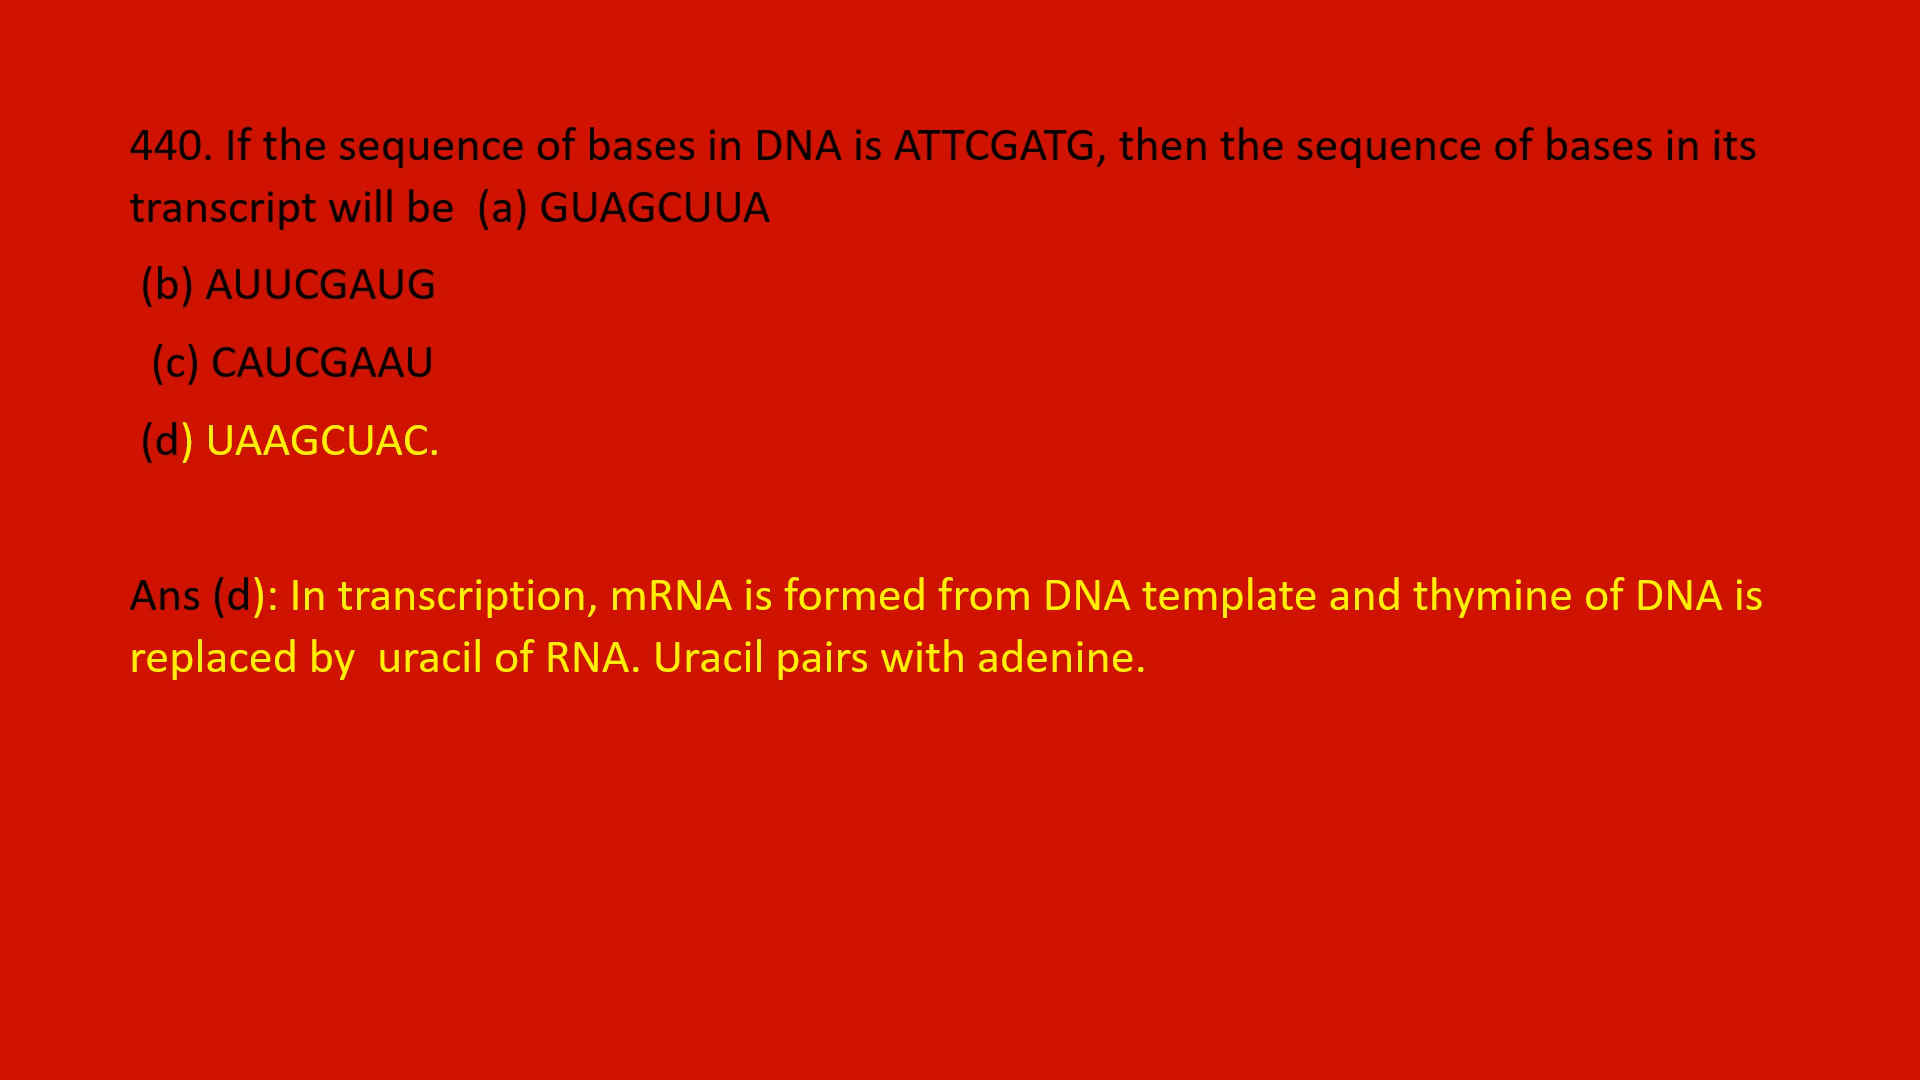 440. If the sequence of bases in DNA is ATTCGATG, then the sequence of bases in its
transcript will be  (a) GUAGCUUA
(b) AUUCGAUG
(c) CAUCGAAU
(d) UAAGCUAC.
Ans (d): In transcription, mRNA is formed from DNA template and thymine of DNA is
replaced by  uracil of RNA. Uracil pairs with adenine.